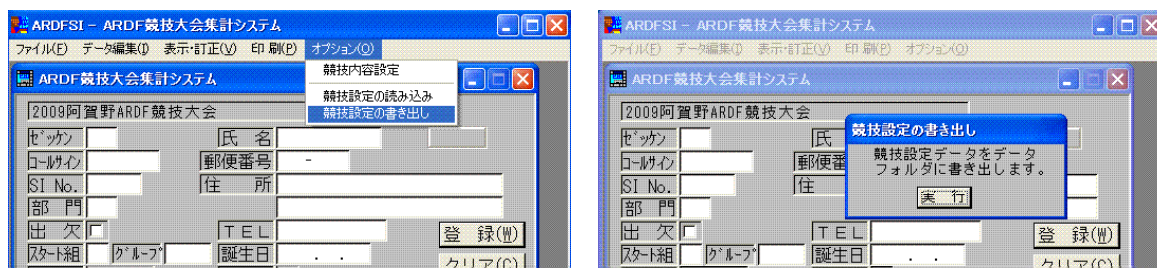 ARDFSI - ARDF競技大会集計システム
ファイル(F) データ編集(I) 表示・訂正(V) 印刷(P) オプション(O)
競技内容設定
競技設定の読み込み
競技設定の書き出し
ARDF競技大会集計システム
2009阿賀野ARDF競技大会
ゼッケン 氏 名
コールサイン 郵便番号 -
SI No. 住 所
部 門
出 欠 TEL 登 録(W)
スタート組 グループ 誕生日 . . クリア(C)
ARDFSI - ARDF競技大会集計システム
ファイル(F) データ編集(I) 表示・訂正(V) 印刷(P) オプション(O)
ARDF競技大会集計システム
2009阿賀野ARDF競技大会
競技設定の書き出し
競技設定データをデータ
フォルダに書き出します。
実 行
ゼッケン 氏
コールサイン 郵便番
SI No. 住
部 門
出 欠 TEL 登 録(W)
スタート組 グループ 誕生日 . . クリア(C)